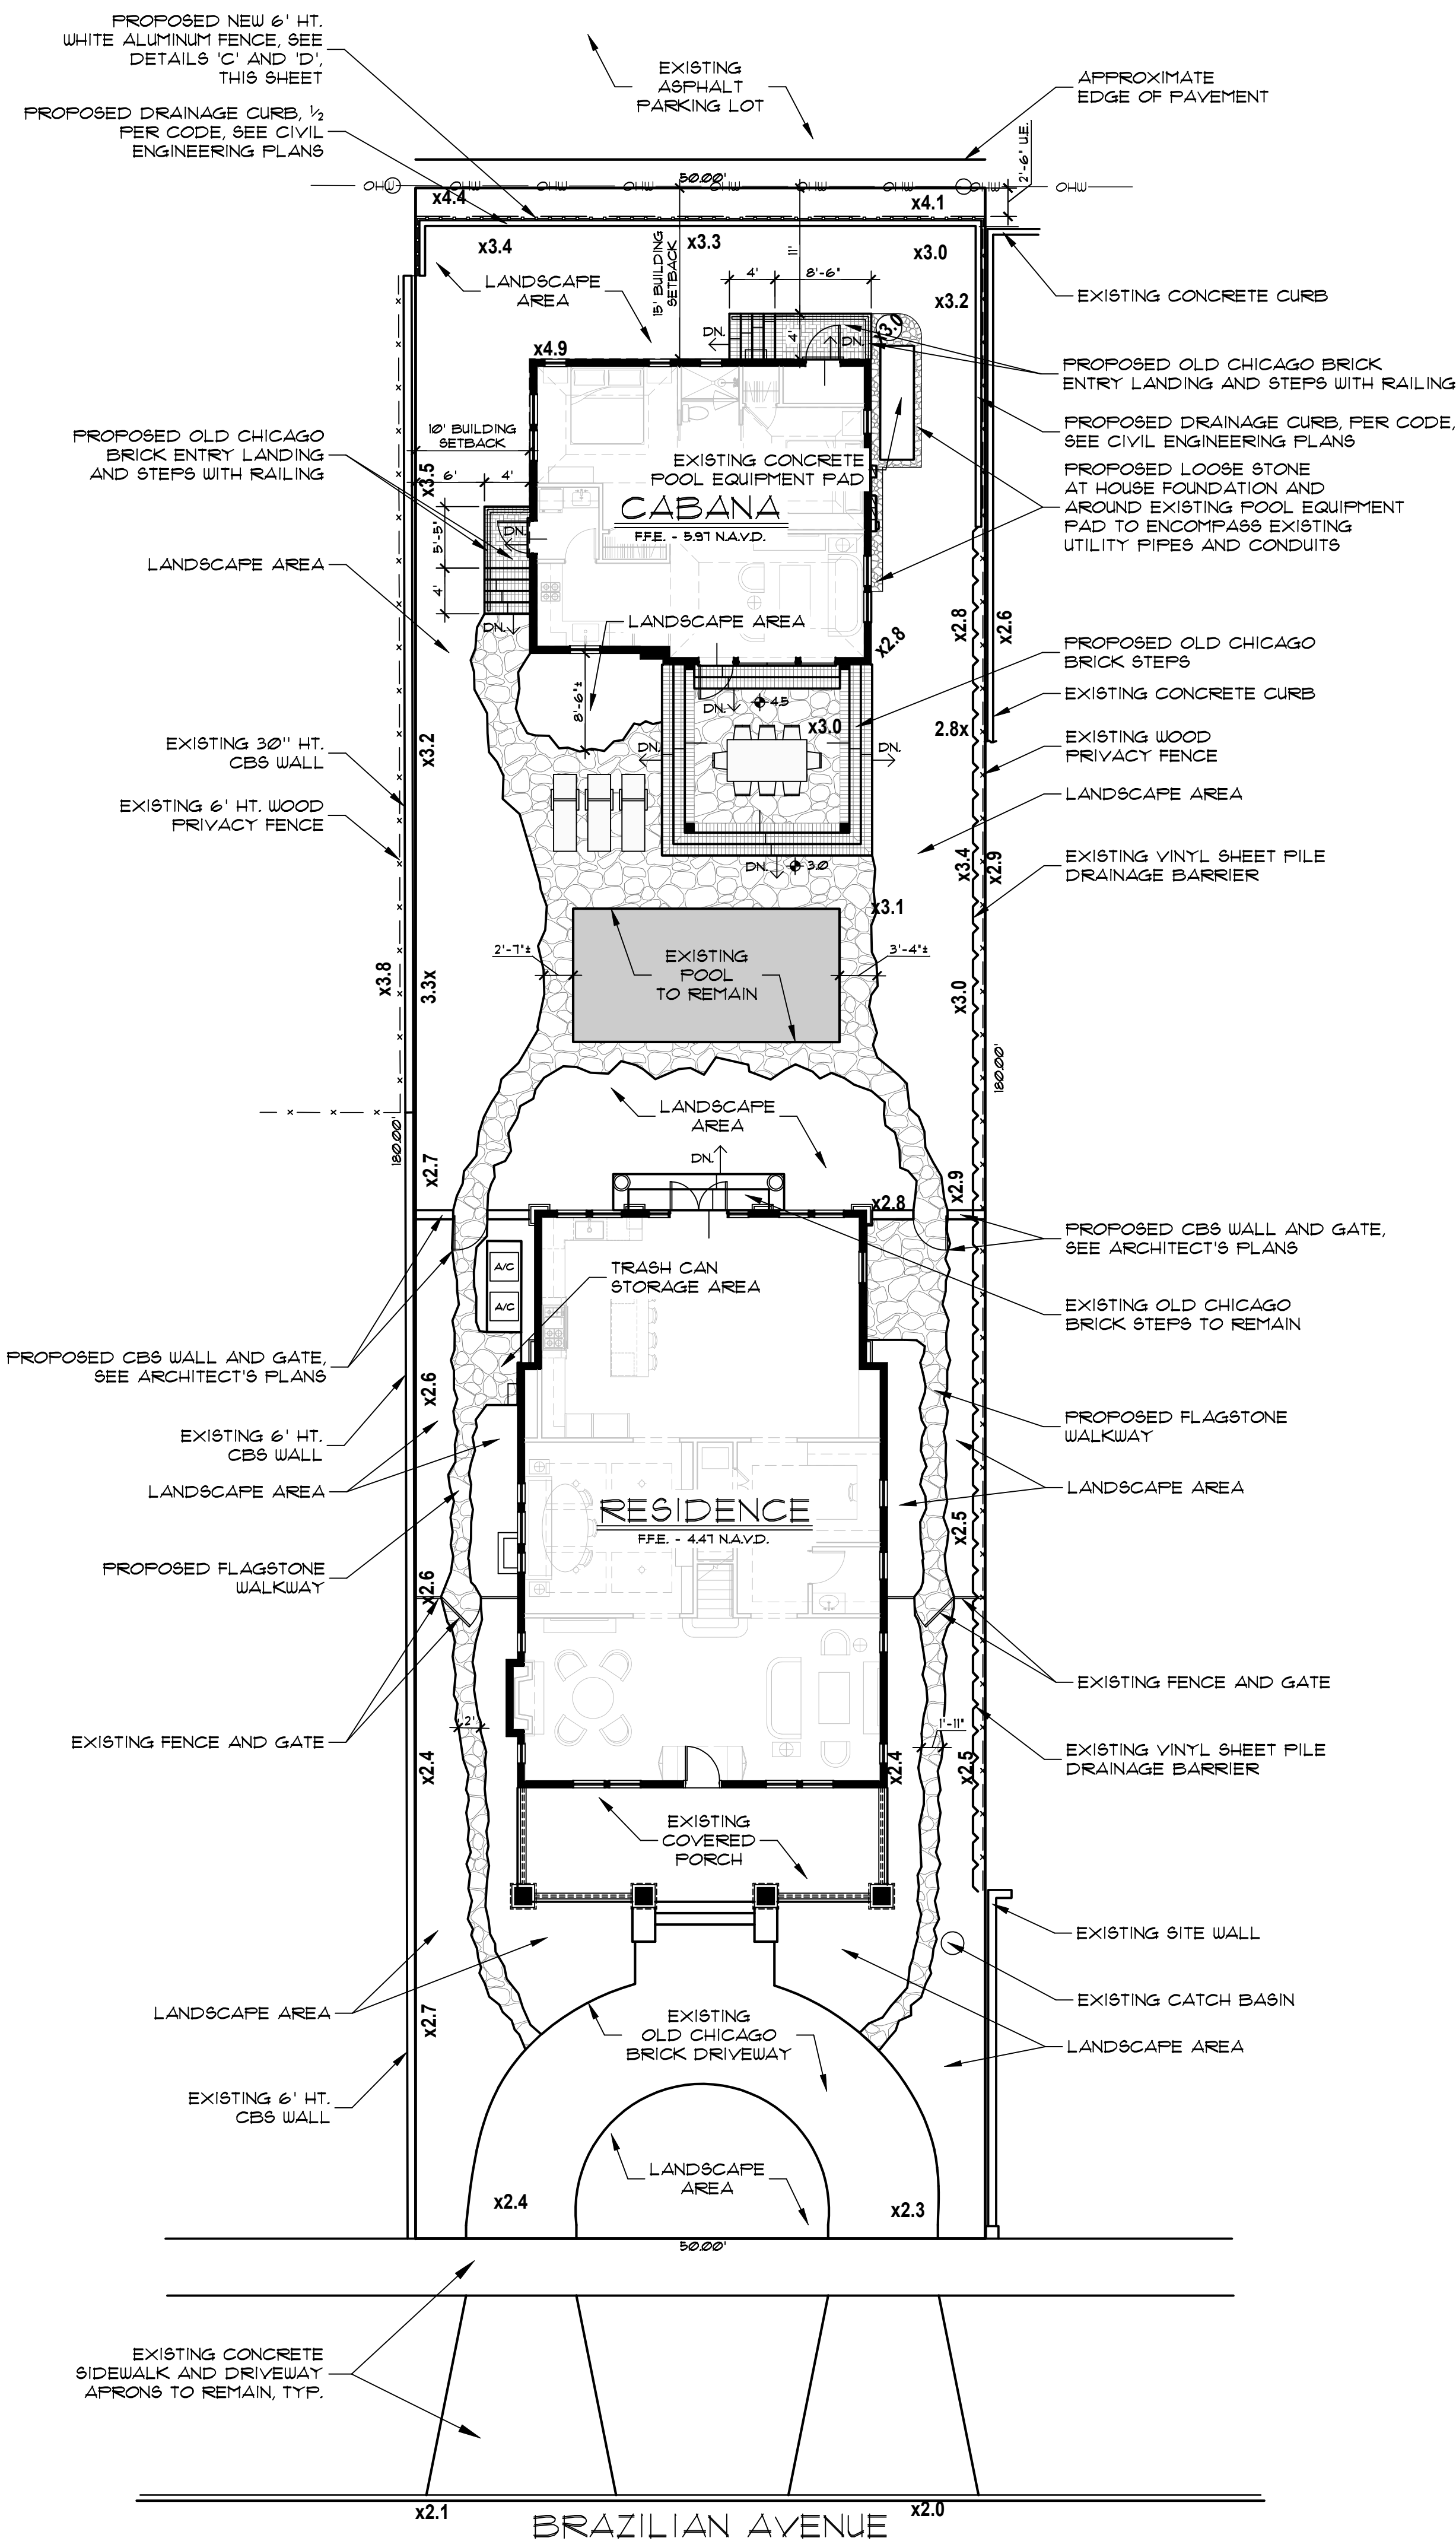 PROPOSED NEW 6' HT.
WHITE ALUMINUM FENCE, SEE
DETAILS 'C' AND 'D',
THIS SHEET
PROPOSED DRAINAGE CURB, ½
PER CODE, SEE CIVIL
ENGINEERING PLANS
EXISTING
ASPHALT
PARKING LOT
APPROXIMATE
EDGE OF PAVEMENT
2'-6" U.E.
50.00'
OHW
OHW
OHW
OHW
OHW
OHW
OHW
OHW
x4.4
x4.1
x3.4
x3.3
x3.0
x3.2
LANDSCAPE
AREA
15' BUILDING
SETBACK
11'
4'
8'-6"
4'
DN.
DN.
x3.0
x4.9
EXISTING CONCRETE CURB
PROPOSED OLD CHICAGO BRICK
ENTRY LANDING AND STEPS WITH RAILING
PROPOSED DRAINAGE CURB, PER CODE,
SEE CIVIL ENGINEERING PLANS
PROPOSED LOOSE STONE
AT HOUSE FOUNDATION AND
AROUND EXISTING POOL EQUIPMENT
PAD TO ENCOMPASS EXISTING
UTILITY PIPES AND CONDUITS
PROPOSED OLD CHICAGO
BRICK ENTRY LANDING
AND STEPS WITH RAILING
10' BUILDING
SETBACK
6'
4'
x3.5
5'-5"
4'
DN.
DN.
EXISTING CONCRETE
POOL EQUIPMENT PAD
CABANA
F.F.E. - 5.97 N.A.V.D.
LANDSCAPE AREA
LANDSCAPE AREA
8'-6"±
x2.8
x2.8
x2.6
PROPOSED OLD CHICAGO
BRICK STEPS
EXISTING CONCRETE CURB
DN.
4.5
x3.0
2.8x
DN.
DN.
DN.
3.0
EXISTING 30" HT.
CBS WALL
x3.2
EXISTING 6' HT. WOOD
PRIVACY FENCE
EXISTING WOOD
PRIVACY FENCE
LANDSCAPE AREA
x3.4
x2.9
EXISTING VINYL SHEET PILE
DRAINAGE BARRIER
x3.1
2'-7"±
3'-4"±
EXISTING
POOL
TO REMAIN
x3.8
3.3x
x3.0
180.00'
180.00'
LANDSCAPE
AREA
DN.
x2.7
x2.8
x2.9
PROPOSED CBS WALL AND GATE,
SEE ARCHITECT'S PLANS
A/C
A/C
TRASH CAN
STORAGE AREA
EXISTING OLD CHICAGO
BRICK STEPS TO REMAIN
PROPOSED CBS WALL AND GATE,
SEE ARCHITECT'S PLANS
x2.6
EXISTING 6' HT.
CBS WALL
PROPOSED FLAGSTONE
WALKWAY
LANDSCAPE AREA
LANDSCAPE AREA
RESIDENCE
F.F.E. - 4.47 N.A.V.D.
x2.5
PROPOSED FLAGSTONE
WALKWAY
x2.6
EXISTING FENCE AND GATE
EXISTING FENCE AND GATE
2'
1'-11"
x2.4
x2.4
x2.5
EXISTING VINYL SHEET PILE
DRAINAGE BARRIER
EXISTING
COVERED
PORCH
EXISTING SITE WALL
EXISTING CATCH BASIN
LANDSCAPE AREA
x2.7
EXISTING
OLD CHICAGO
BRICK DRIVEWAY
LANDSCAPE AREA
EXISTING 6' HT.
CBS WALL
LANDSCAPE
AREA
x2.4
x2.3
50.00'
EXISTING CONCRETE
SIDEWALK AND DRIVEWAY
APRONS TO REMAIN, TYP.
x2.1
x2.0
BRAZILIAN AVENUE